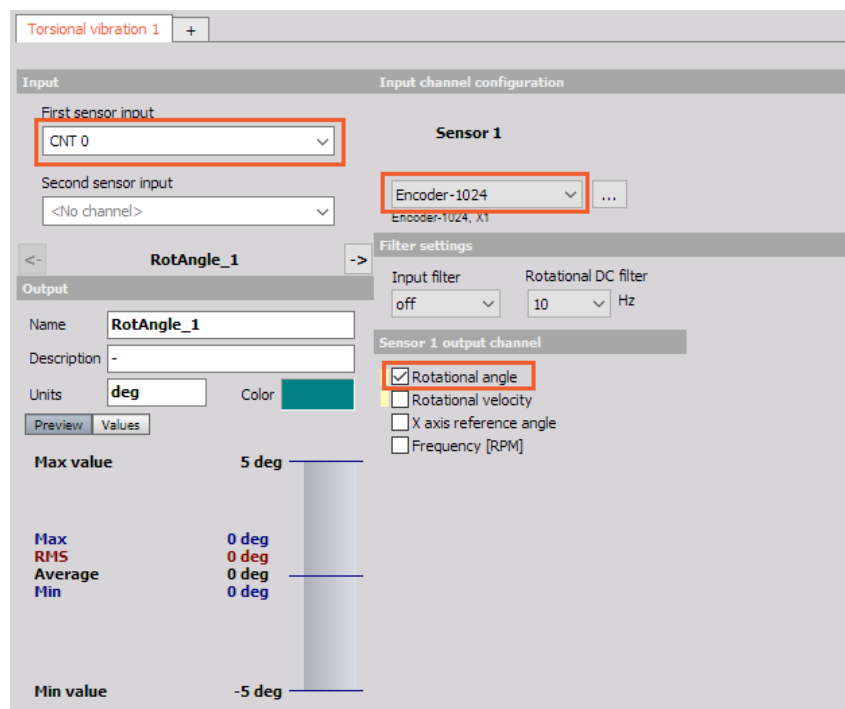 Torsional vibration 1 +
Input
First sensor input
CNT 0
Second sensor input
<No channel>
<- RotAngle_1 ->
Output
Name RotAngle_1
Description -
Units deg Color
Preview Values
Max value 5 deg
Max 0 deg
RMS 0 deg
Average 0 deg
Min 0 deg
Min value -5 deg
Input channel configuration
Sensor 1
Encoder-1024 ...
Encoder-1024, X1
Filter settings
Input filter Rotational DC filter
off 10 Hz
Sensor 1 output channel
Rotational angle
Rotational velocity
X axis reference angle
Frequency [RPM]